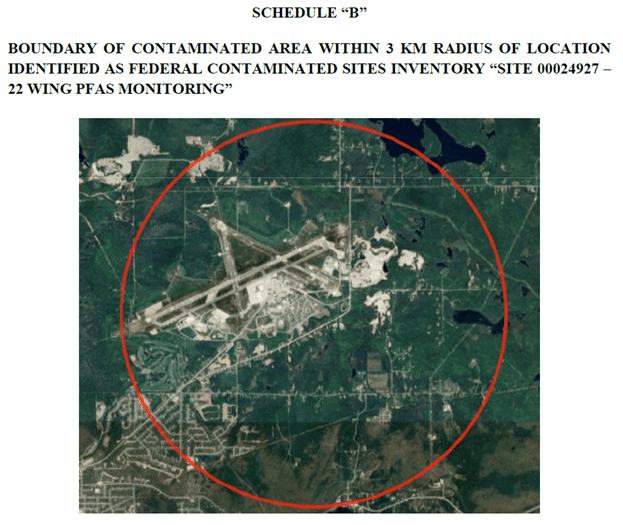 SCHEDULE “B”
BOUNDARY OF CONTAMINATED AREA WITHIN 3 KM RADIUS OF LOCATION
IDENTIFIED AS FEDERAL CONTAMINATED SITES INVENTORY “SITE 00024927 –
22 WING PFAS MONITORING”